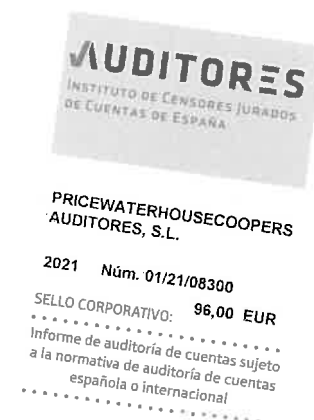 AUDITORES
INSTITUTO DE CENSORES JURADOS
DE CUENTAS DE ESPAÑA
PRICEWATERHOUSECOOPERS
AUDITORES, S.L.
2021 Núm. 01/21/08300
SELLO CORPORATIVO: 96,00 EUR
Informe de auditoría de cuentas sujeto
a la normativa de auditoría de cuentas
española o internacional